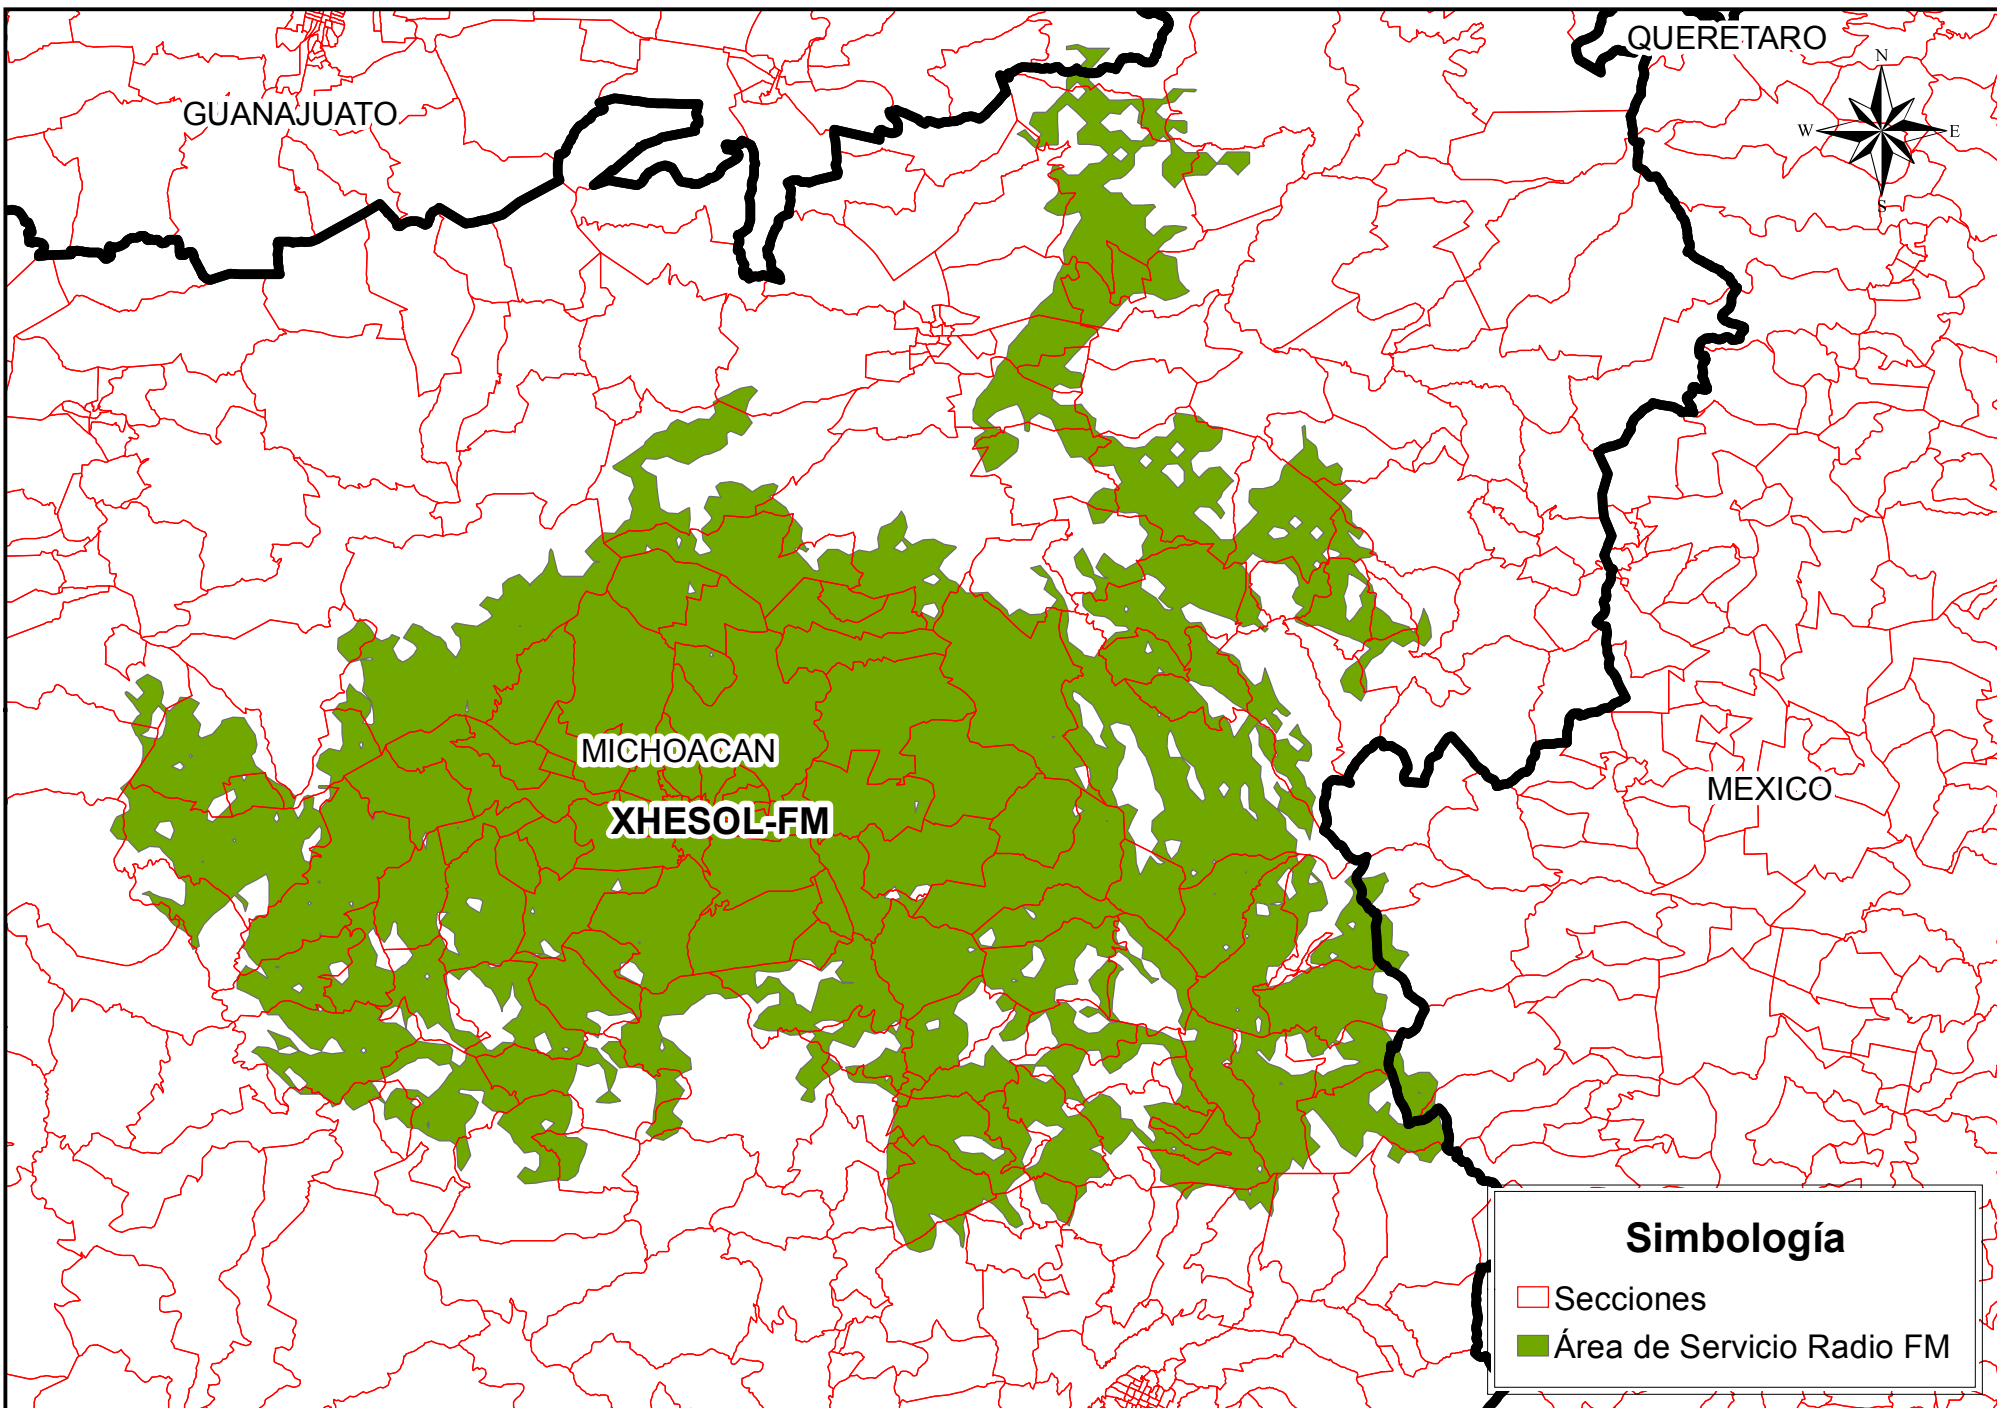 QUERETARO
GUANAJUATO
N
W
E
S
MICHOACAN
XHESOL-FM
MEXICO
Simbología
Secciones
Área de Servicio Radio FM